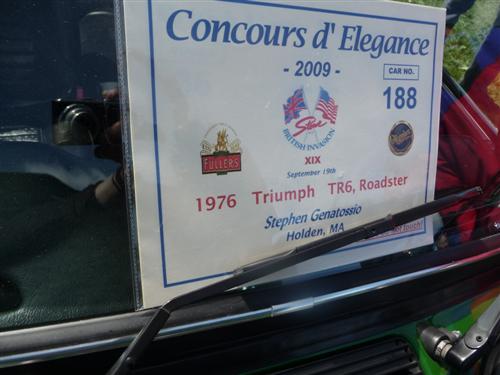 Concours d' Elegance
- 2009 -
CAR NO.
188
Stowe
BRITISH INVASION
XIX
September 19th
FULLERS
1976 Triumph TR6, Roadster
Stephen Genatossio
Holden, MA